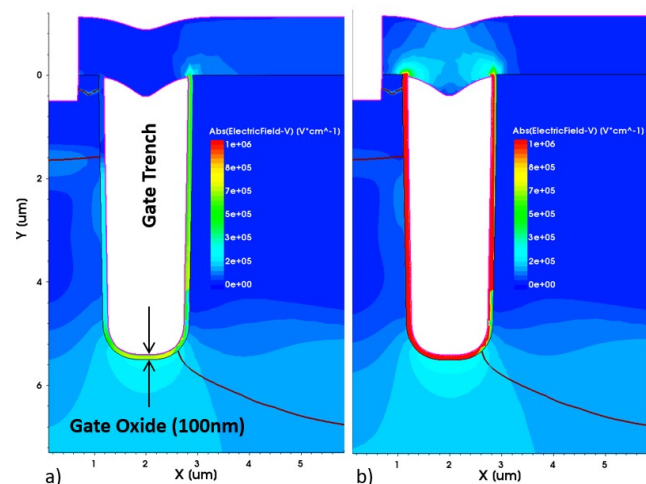 Abs(ElectricField-V) (V*cm^-1)
1e+06
8e+05
7e+05
5e+05
3e+05
2e+05
0e+00
Gate Trench
Gate Oxide (100nm)
Y (um)
0
2
4
6
1
2
3
4
5
X (um)
a)
Abs(ElectricField-V) (V*cm^-1)
1e+06
8e+05
7e+05
5e+05
3e+05
2e+05
0e+00
1
2
3
4
5
X (um)
b)